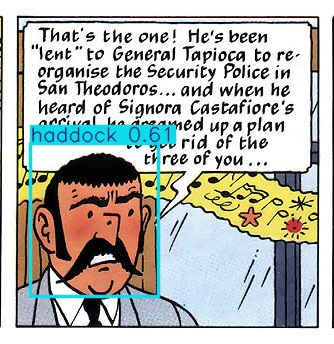 That's the one! He's been
"lent" to General Tapioca to re-
organise the Security Police in
San Theodoros... and when he
heard of Signora Castafiore's
arrival, he dreamed up a plan
to get rid of the
three of you...
haddock 0.61